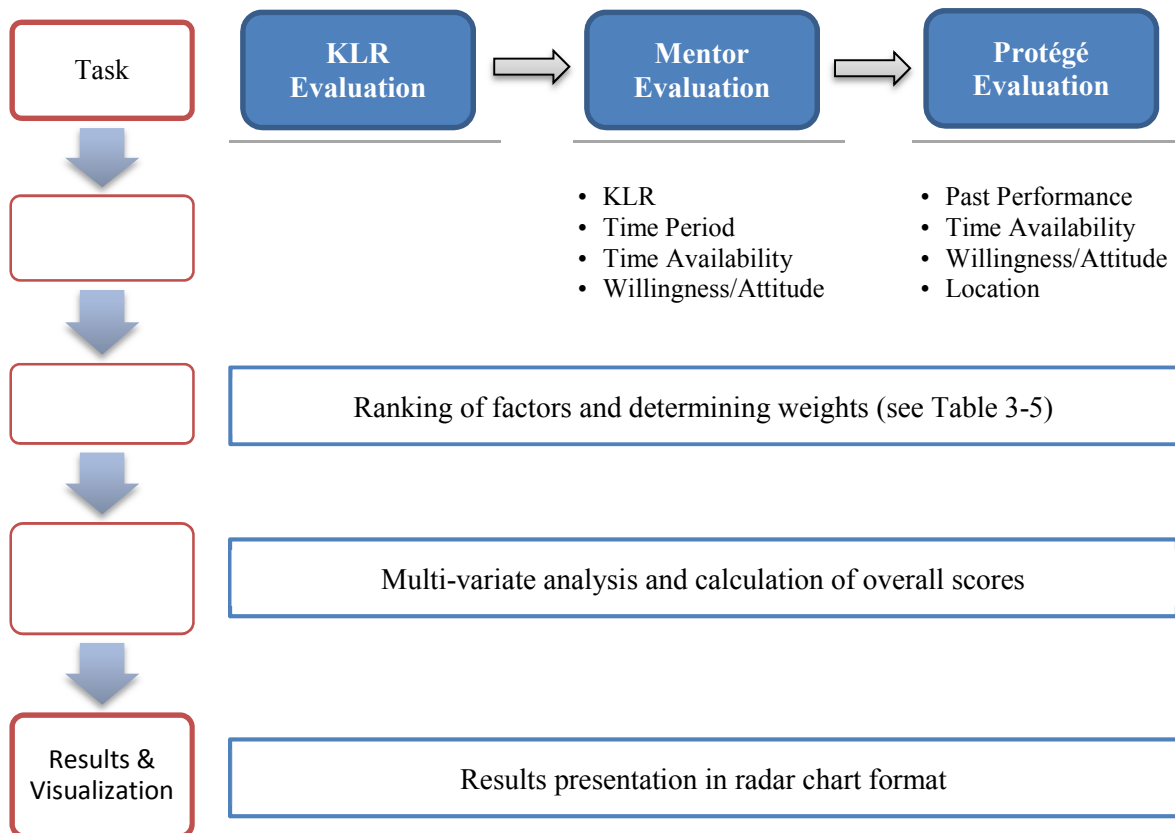 Task
KLR
Evaluation
Mentor
Evaluation
Protégé
Evaluation
• KLR
• Time Period
• Time Availability
• Willingness/Attitude
• Past Performance
• Time Availability
• Willingness/Attitude
• Location
Ranking of factors and determining weights (see Table 3-5)
Multi-variate analysis and calculation of overall scores
Results &
Visualization
Results presentation in radar chart format